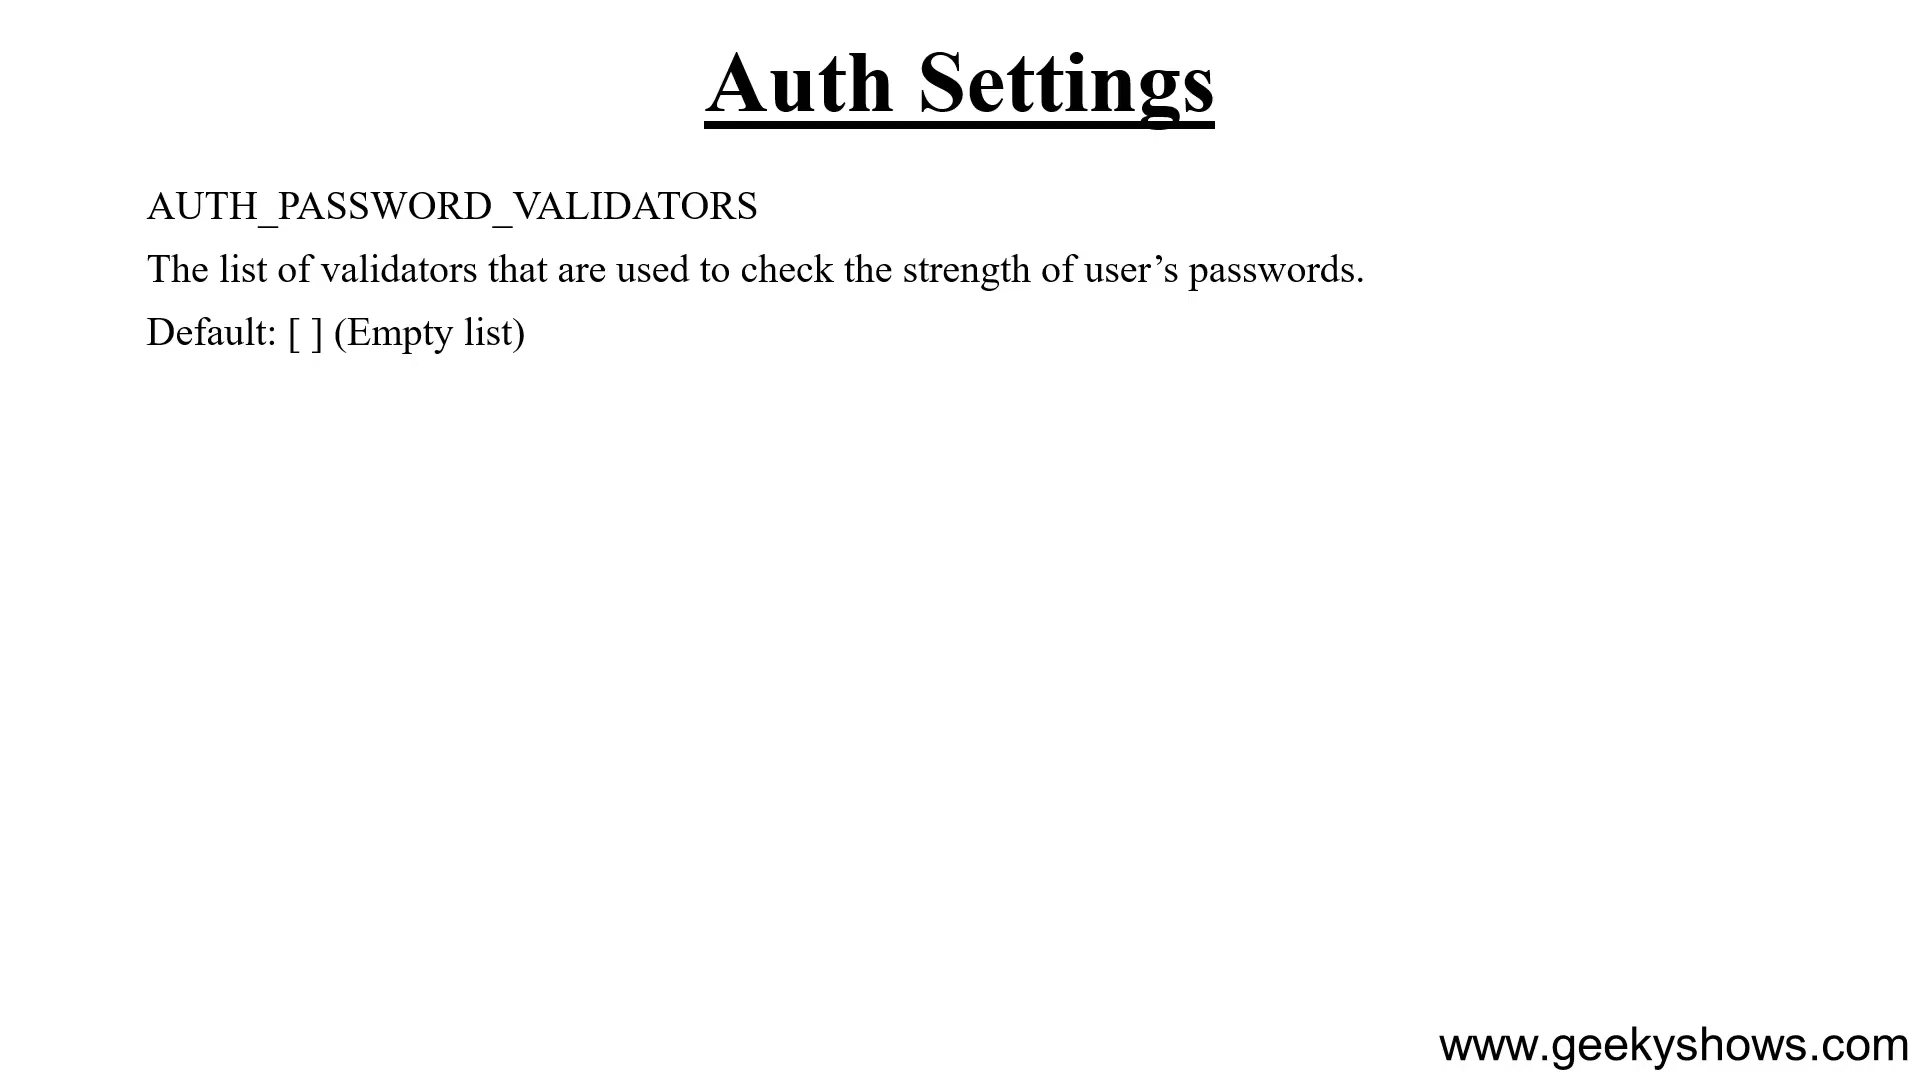 Auth Settings
AUTH_PASSWORD_VALIDATORS
The list of validators that are used to check the strength of user’s passwords.
Default: [ ] (Empty list)
www.geekyshows.com